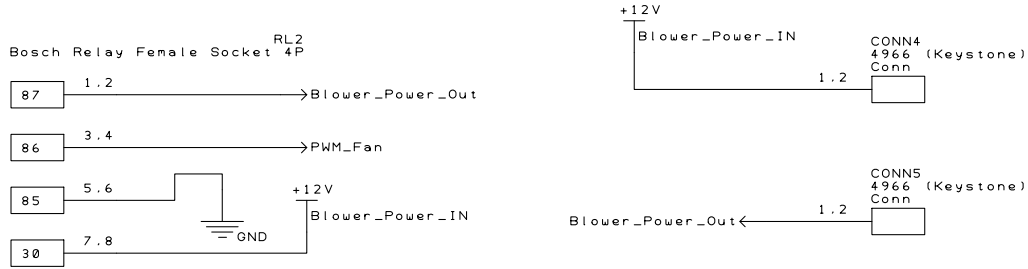 RL2
Bosch Relay Female Socket 4P
87
1,2
Blower_Power_Out
86
3,4
PWM_Fan
85
5,6
GND
+12V
Blower_Power_IN
30
7,8
+12V
Blower_Power_IN
CONN4
4966 (Keystone)
Conn
1,2
CONN5
4966 (Keystone)
Conn
1,2
Blower_Power_Out